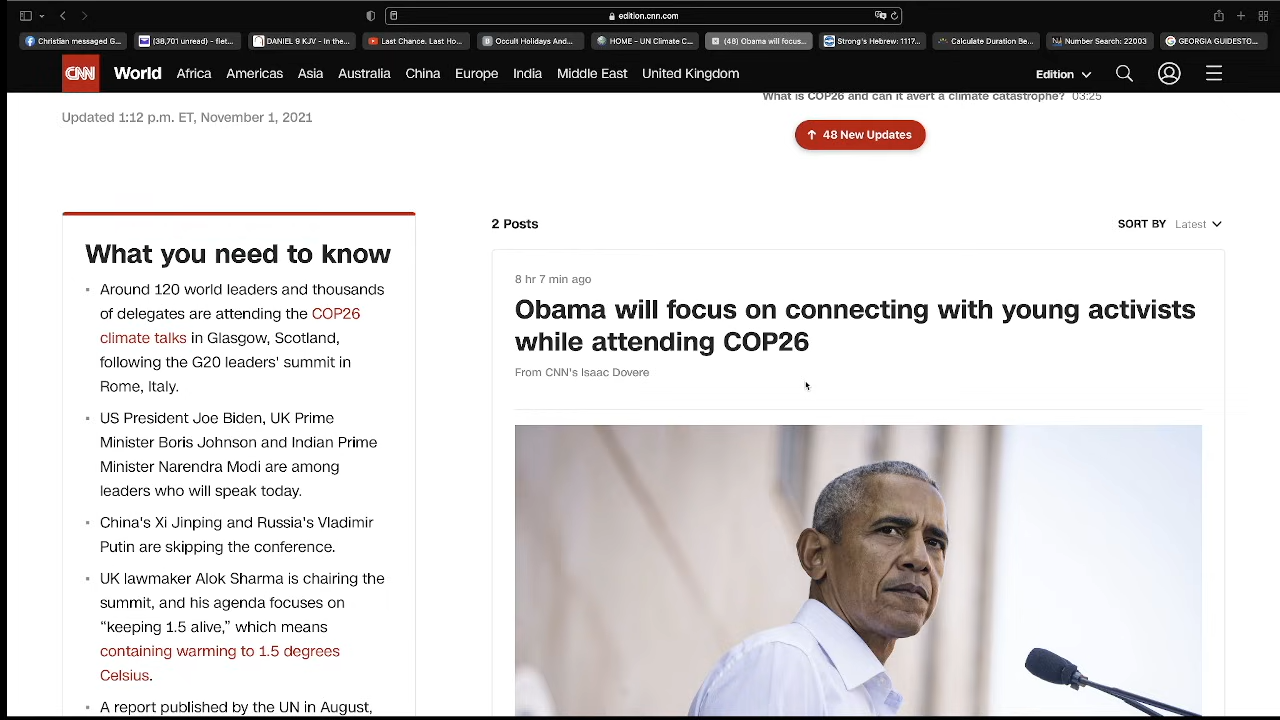 edition.cnn.com
Christian messaged G...
(38,701 unread) - flet...
DANIEL 9 KJV - In the...
Last Chance, Last Ho...
Occult Holidays And...
HOME - UN Climate C...
(48) Obama will focus...
Strong's Hebrew: 1117...
Calculate Duration Be...
Number Search: 22003
GEORGIA GUIDESTO...
CNN World Africa Americas Asia Australia China Europe India Middle East United Kingdom Edition
What is COP26 and can it avert a climate catastrophe? 03:25
Updated 1:12 p.m. ET, November 1, 2021
48 New Updates
What you need to know
Around 120 world leaders and thousands
of delegates are attending the COP26
climate talks in Glasgow, Scotland,
following the G20 leaders' summit in
Rome, Italy.
US President Joe Biden, UK Prime
Minister Boris Johnson and Indian Prime
Minister Narendra Modi are among
leaders who will speak today.
China's Xi Jinping and Russia's Vladimir
Putin are skipping the conference.
UK lawmaker Alok Sharma is chairing the
summit, and his agenda focuses on
“keeping 1.5 alive,” which means
containing warming to 1.5 degrees
Celsius.
A report published by the UN in August,
2 Posts
SORT BY Latest
8 hr 7 min ago
Obama will focus on connecting with young activists
while attending COP26
From CNN's Isaac Dovere